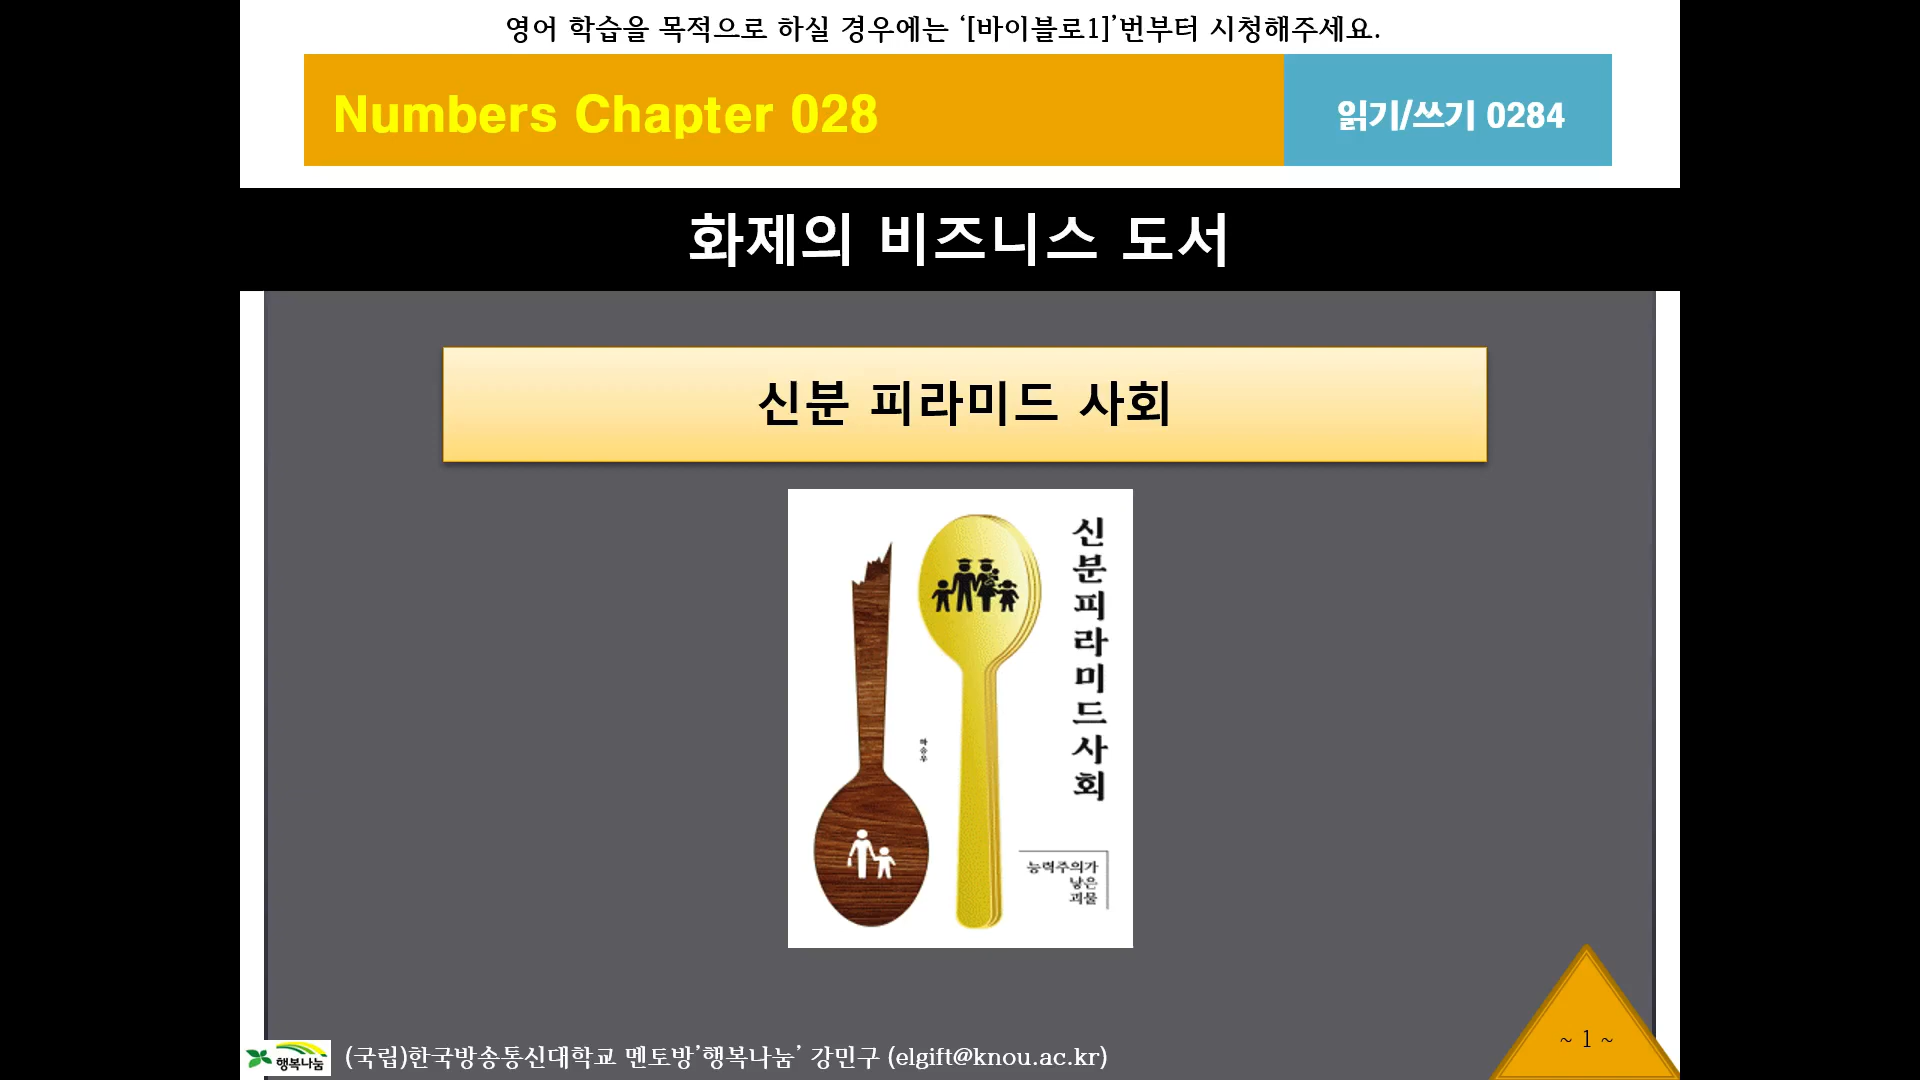 영어 학습을 목적으로 하실 경우에는 ‘[바이블로1]’번부터 시청해주세요.
Numbers Chapter 028
읽기/쓰기 0284
화제의 비즈니스 도서
신분 피라미드 사회
신분피라미드사회
하승우
능력주의가
낳은
괴물
행복나눔
(국립)한국방송통신대학교 멘토방’행복나눔’ 강민구 (elgift@knou.ac.kr)
~ 1 ~